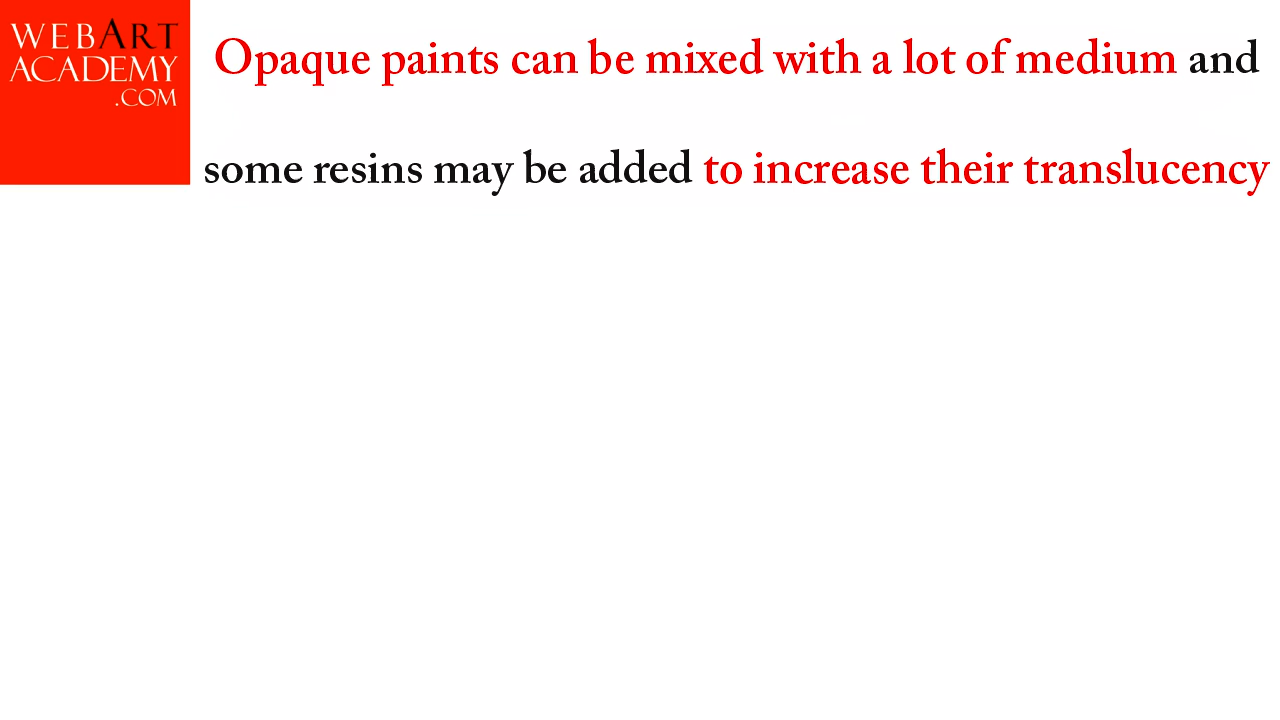 WEBART
ACADEMY
.COM
Opaque paints can be mixed with a lot of medium and
some resins may be added to increase their translucency